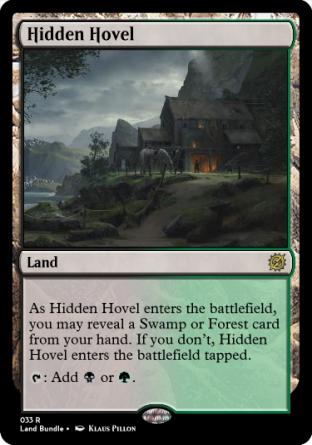 Hidden Hovel
Land
As Hidden Hovel enters the battlefield,
you may reveal a Swamp or Forest card
from your hand. If you don't, Hidden
Hovel enters the battlefield tapped.
: Add or .
033 R
Land Bundle • Klaus Pillon